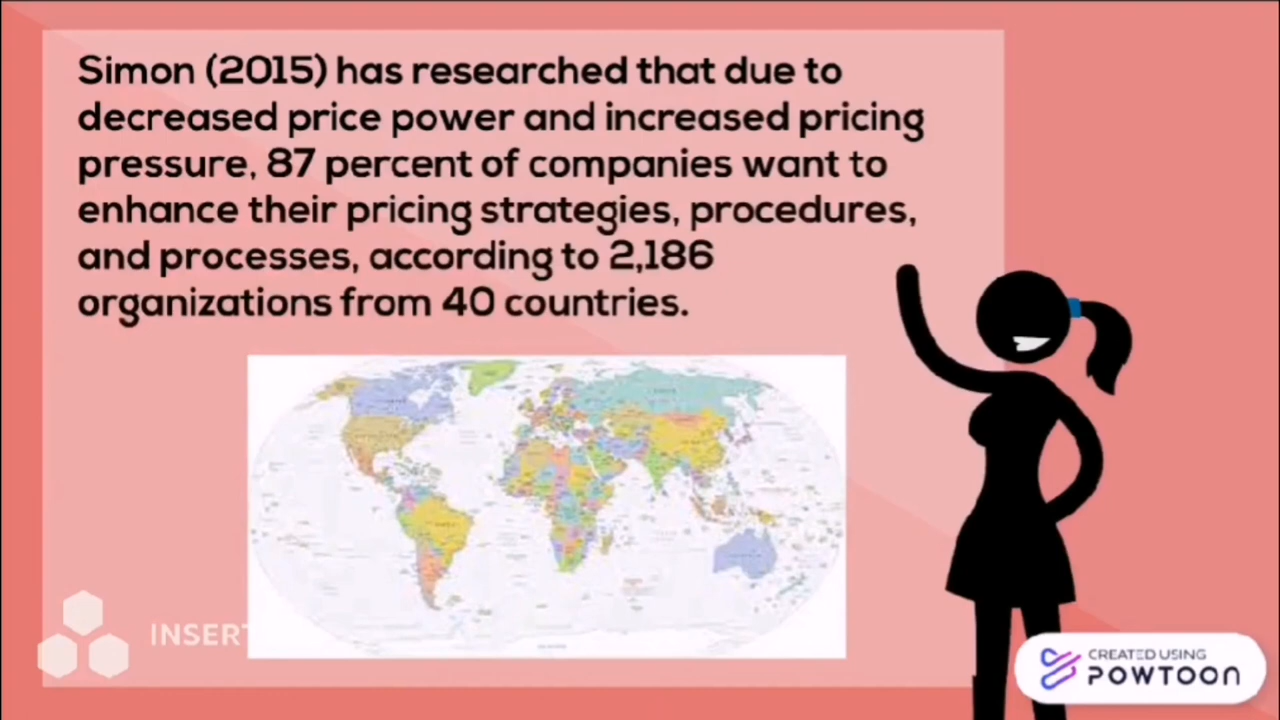 Simon (2015) has researched that due to
decreased price power and increased pricing
pressure, 87 percent of companies want to
enhance their pricing strategies, procedures,
and processes, according to 2,186
organizations from 40 countries.
INSERT
CREATED USING
POWTOON